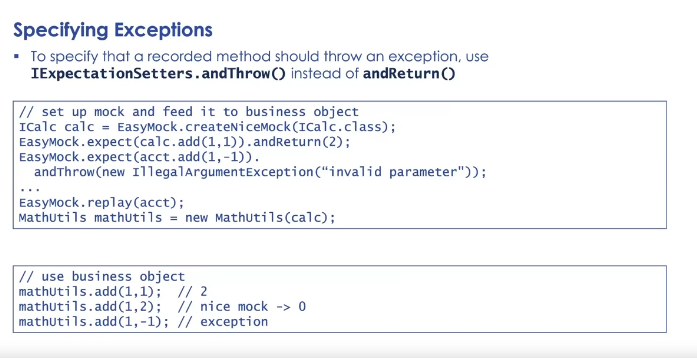 Specifying Exceptions
▪ To specify that a recorded method should throw an exception, use
IExpectationSetters.andThrow() instead of andReturn()
// set up mock and feed it to business object
ICalc calc = EasyMock.createNiceMock(ICalc.class);
EasyMock.expect(calc.add(1,1)).andReturn(2);
EasyMock.expect(acct.add(1,-1)).
andThrow(new IllegalArgumentException(“invalid parameter"));
...
EasyMock.replay(acct);
MathUtils mathUtils = new MathUtils(calc);
// use business object
mathUtils.add(1,1); // 2
mathUtils.add(1,2); // nice mock -> 0
mathUtils.add(1,-1); // exception